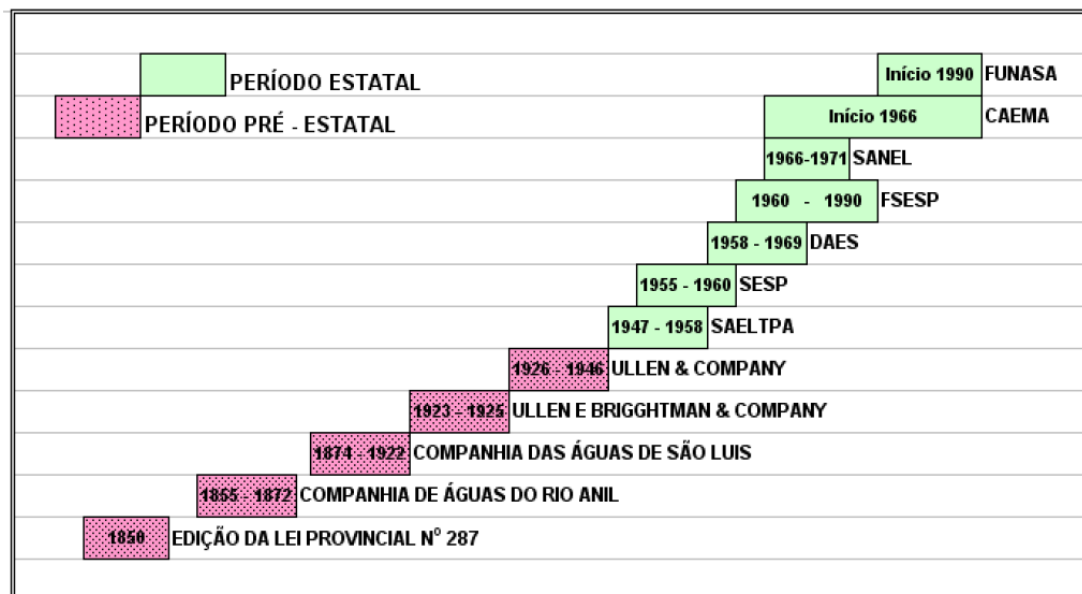 PERÍODO ESTATAL
Início 1990 FUNASA
PERÍODO PRÉ - ESTATAL
Início 1966 CAEMA
1966-1971 SANEL
1960 - 1990 FSESP
1958 - 1969 DAES
1955 - 1960 SESP
1947 - 1958 SAELTPA
1926 - 1946 ULLEN & COMPANY
1923 - 1925 ULLEN E BRIGGHTMAN & COMPANY
1874 - 1922 COMPANHIA DAS ÁGUAS DE SÃO LUIS
1855 - 1872 COMPANHIA DE ÁGUAS DO RIO ANIL
1850 EDIÇÃO DA LEI PROVINCIAL Nº 287